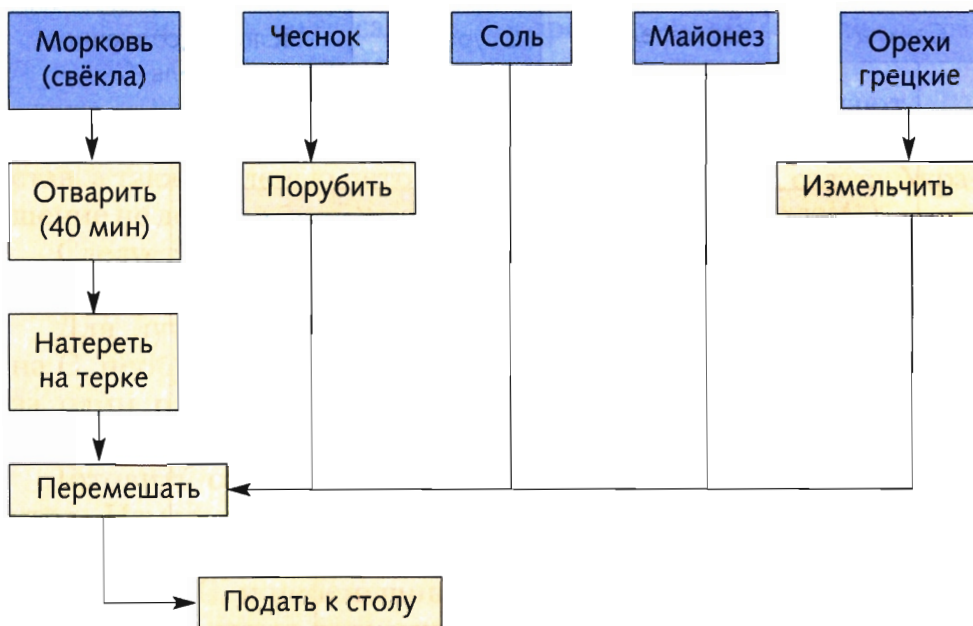 Морковь
(свёкла)
Чеснок
Соль
Майонез
Орехи
грецкие
Отварить
(40 мин)
Порубить
Измельчить
Натереть
на терке
Перемешать
Подать к столу